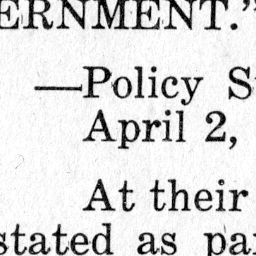 ERNMENT."
—Policy S
April 2,
At their
stated as pa